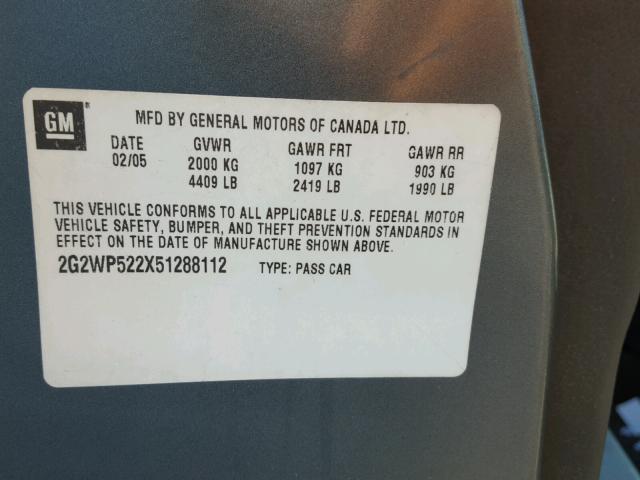 GM®
MFD BY GENERAL MOTORS OF CANADA LTD.
DATE GVWR GAWR FRT GAWR RR
02/05 2000 KG 1097 KG 903 KG
4409 LB 2419 LB 1990 LB
THIS VEHICLE CONFORMS TO ALL APPLICABLE U.S. FEDERAL MOTOR
VEHICLE SAFETY, BUMPER, AND THEFT PREVENTION STANDARDS IN
EFFECT ON THE DATE OF MANUFACTURE SHOWN ABOVE.
2G2WP522X51288112 TYPE: PASS CAR